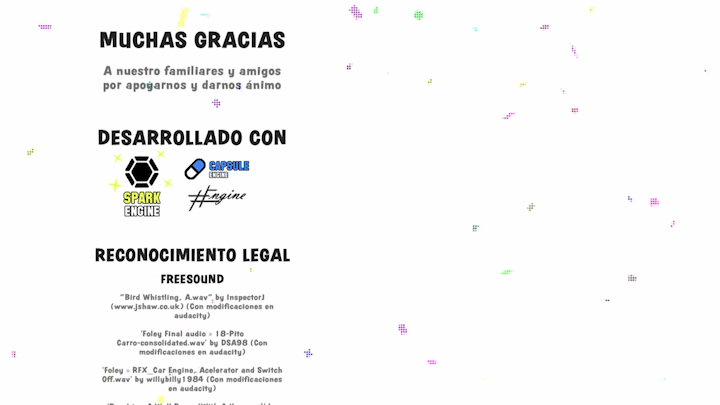 MUCHAS GRACIAS
A nuestro familiares y amigos
por apoyarnos y darnos ánimo
DESARROLLADO CON
SPARK
ENGINE
CAPSULE
ENGINE
#Engine
RECONOCIMIENTO LEGAL
FREESOUND
"Bird Whistling, A.wav" by InspectorJ
(www.jshaw.co.uk) (Con modificaciones en
audacity)
'Foley Final audio » 18-Pito
Carro-consolidated.wav' by DSA98 (Con
modificaciones en audacity)
'Foley » RFX_Car Engine, Acelerator and Switch
Off.wav' by willybilly1984 (Con modificaciones
en audacity)